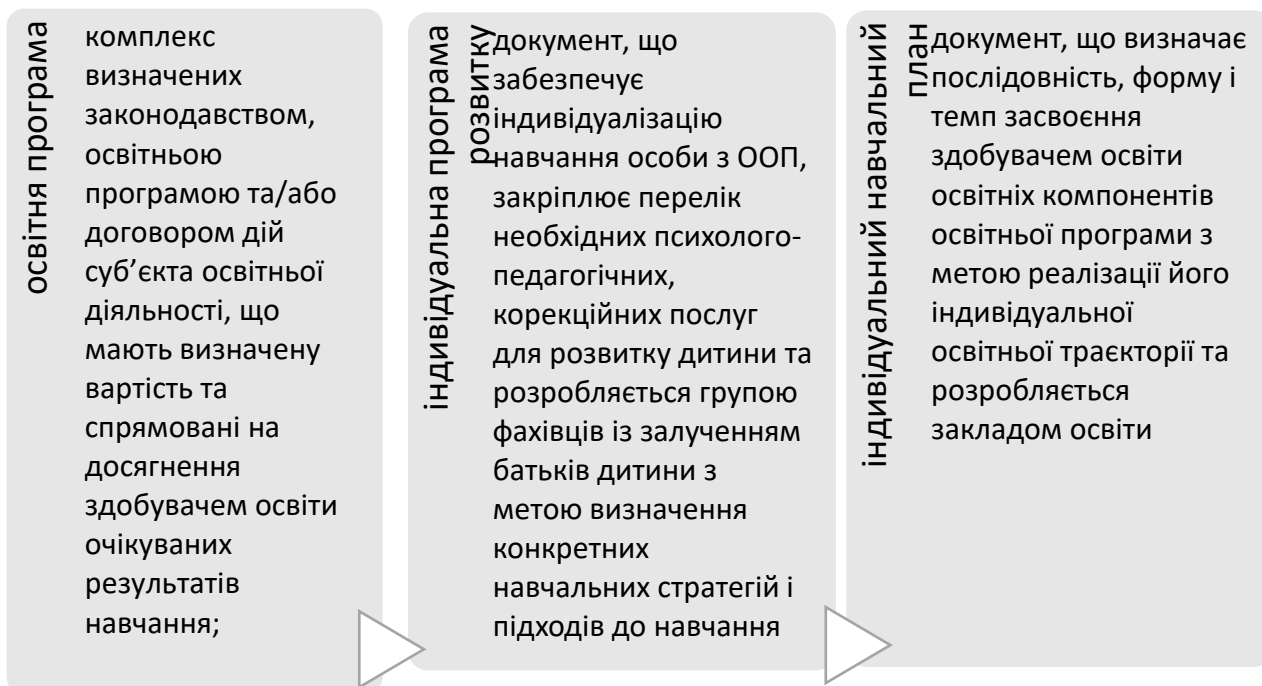 освітня програма
комплекс
визначених
законодавством,
освітньою
програмою та/або
договором дій
суб’єкта освітньої
діяльності, що
мають визначену
вартість та
спрямовані на
досягнення
здобувачем освіти
очікуваних
результатів
навчання;
індивідуальна програма
розвитку
документ, що
забезпечує
індивідуалізацію
навчання особи з ООП,
закріплює перелік
необхідних психолого-
педагогічних,
корекційних послуг
для розвитку дитини та
розробляється групою
фахівців із залученням
батьків дитини з
метою визначення
конкретних
навчальних стратегій і
підходів до навчання
індивідуальний навчальний
план
документ, що визначає
послідовність, форму і
темп засвоєння
здобувачем освіти
освітніх компонентів
освітньої програми з
метою реалізації його
індивідуальної
освітньої траєкторії та
розробляється
закладом освіти